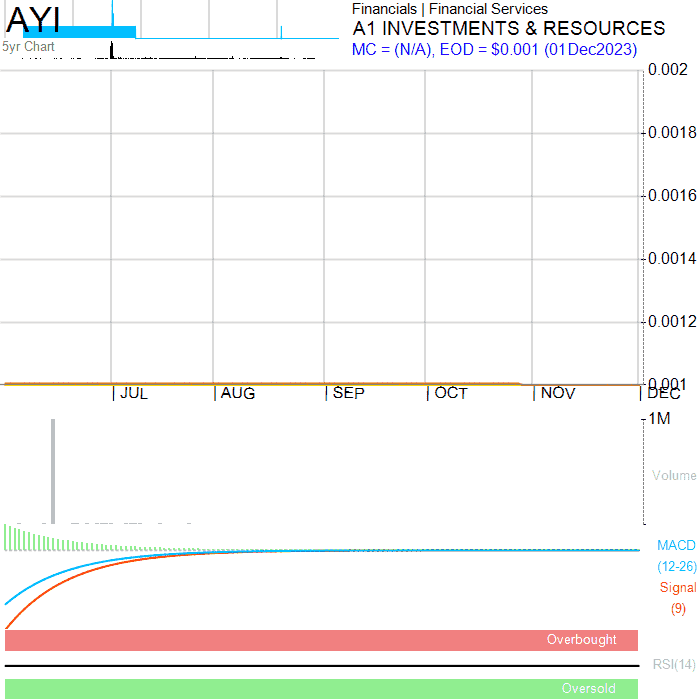 AYI
5yr Chart
Financials | Financial Services
A1 INVESTMENTS & RESOURCES
MC = (N/A), EOD = $0.001 (01Dec2023)
0.002
0.0018
0.0016
0.0014
0.0012
0.001
JUL
AUG
SEP
OCT
NOV
DEC
1M
Volume
MACD
(12-26)
Signal
(9)
Overbought
RSI(14)
Oversold